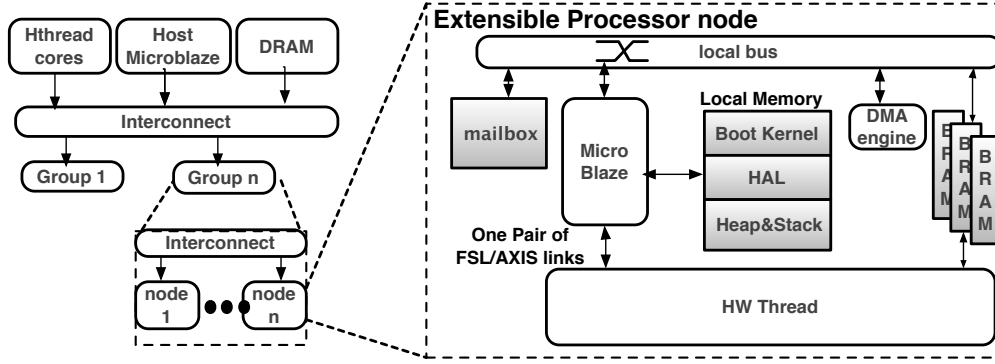 Hthread
cores
Host
Microblaze
DRAM
Interconnect
Group 1
Group n
Interconnect
node
1
node
n
Extensible Processor node
local bus
mailbox
Micro
Blaze
Local Memory
Boot Kernel
HAL
Heap&Stack
DMA
engine
B
R
A
M
B
R
A
M
B
R
A
M
One Pair of
FSL/AXIS links
HW Thread